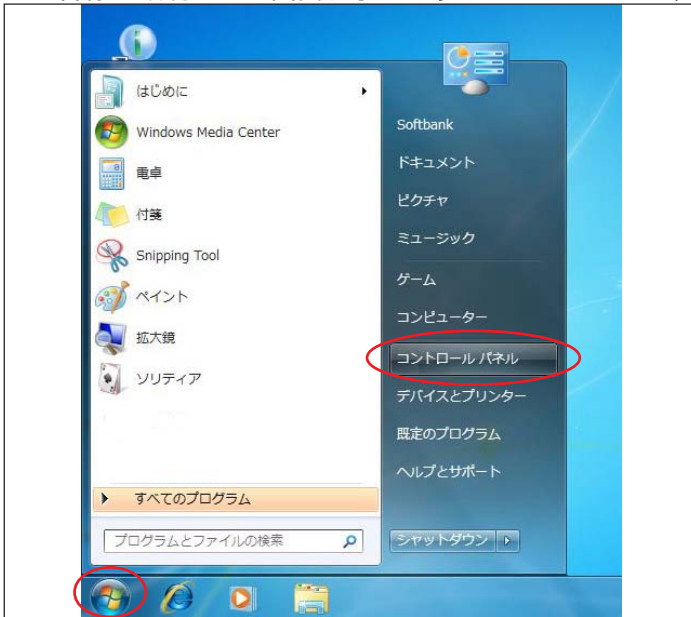 はじめに
Windows Media Center
電卓
付箋
Snipping Tool
ペイント
拡大鏡
ソリティア
すべてのプログラム
プログラムとファイルの検索
Softbank
ドキュメント
ピクチャ
ミュージック
ゲーム
コンピューター
コントロール パネル
デバイスとプリンター
既定のプログラム
ヘルプとサポート
シャットダウン